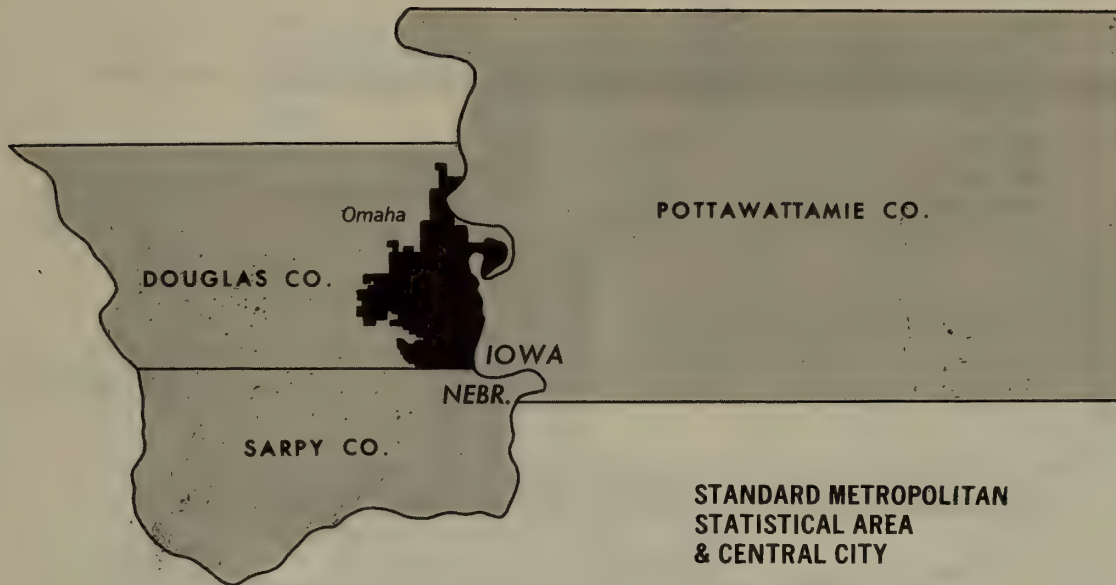 Omaha
POTTAWATTAMIE CO.
DOUGLAS CO.
IOWA
NEBR.
SARPY CO.
STANDARD METROPOLITAN
STATISTICAL AREA
& CENTRAL CITY